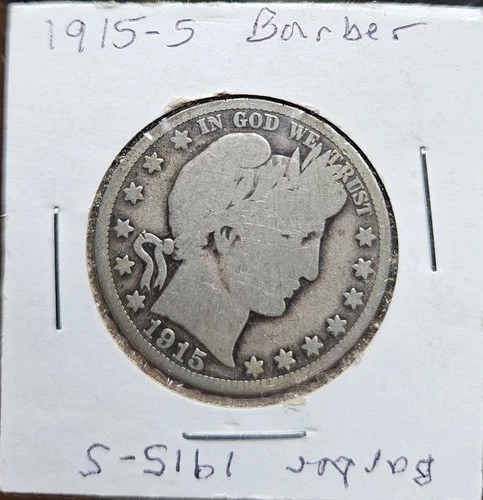 1915-S Barber
IN GOD WE TRUST
1915
Barber 1915-S